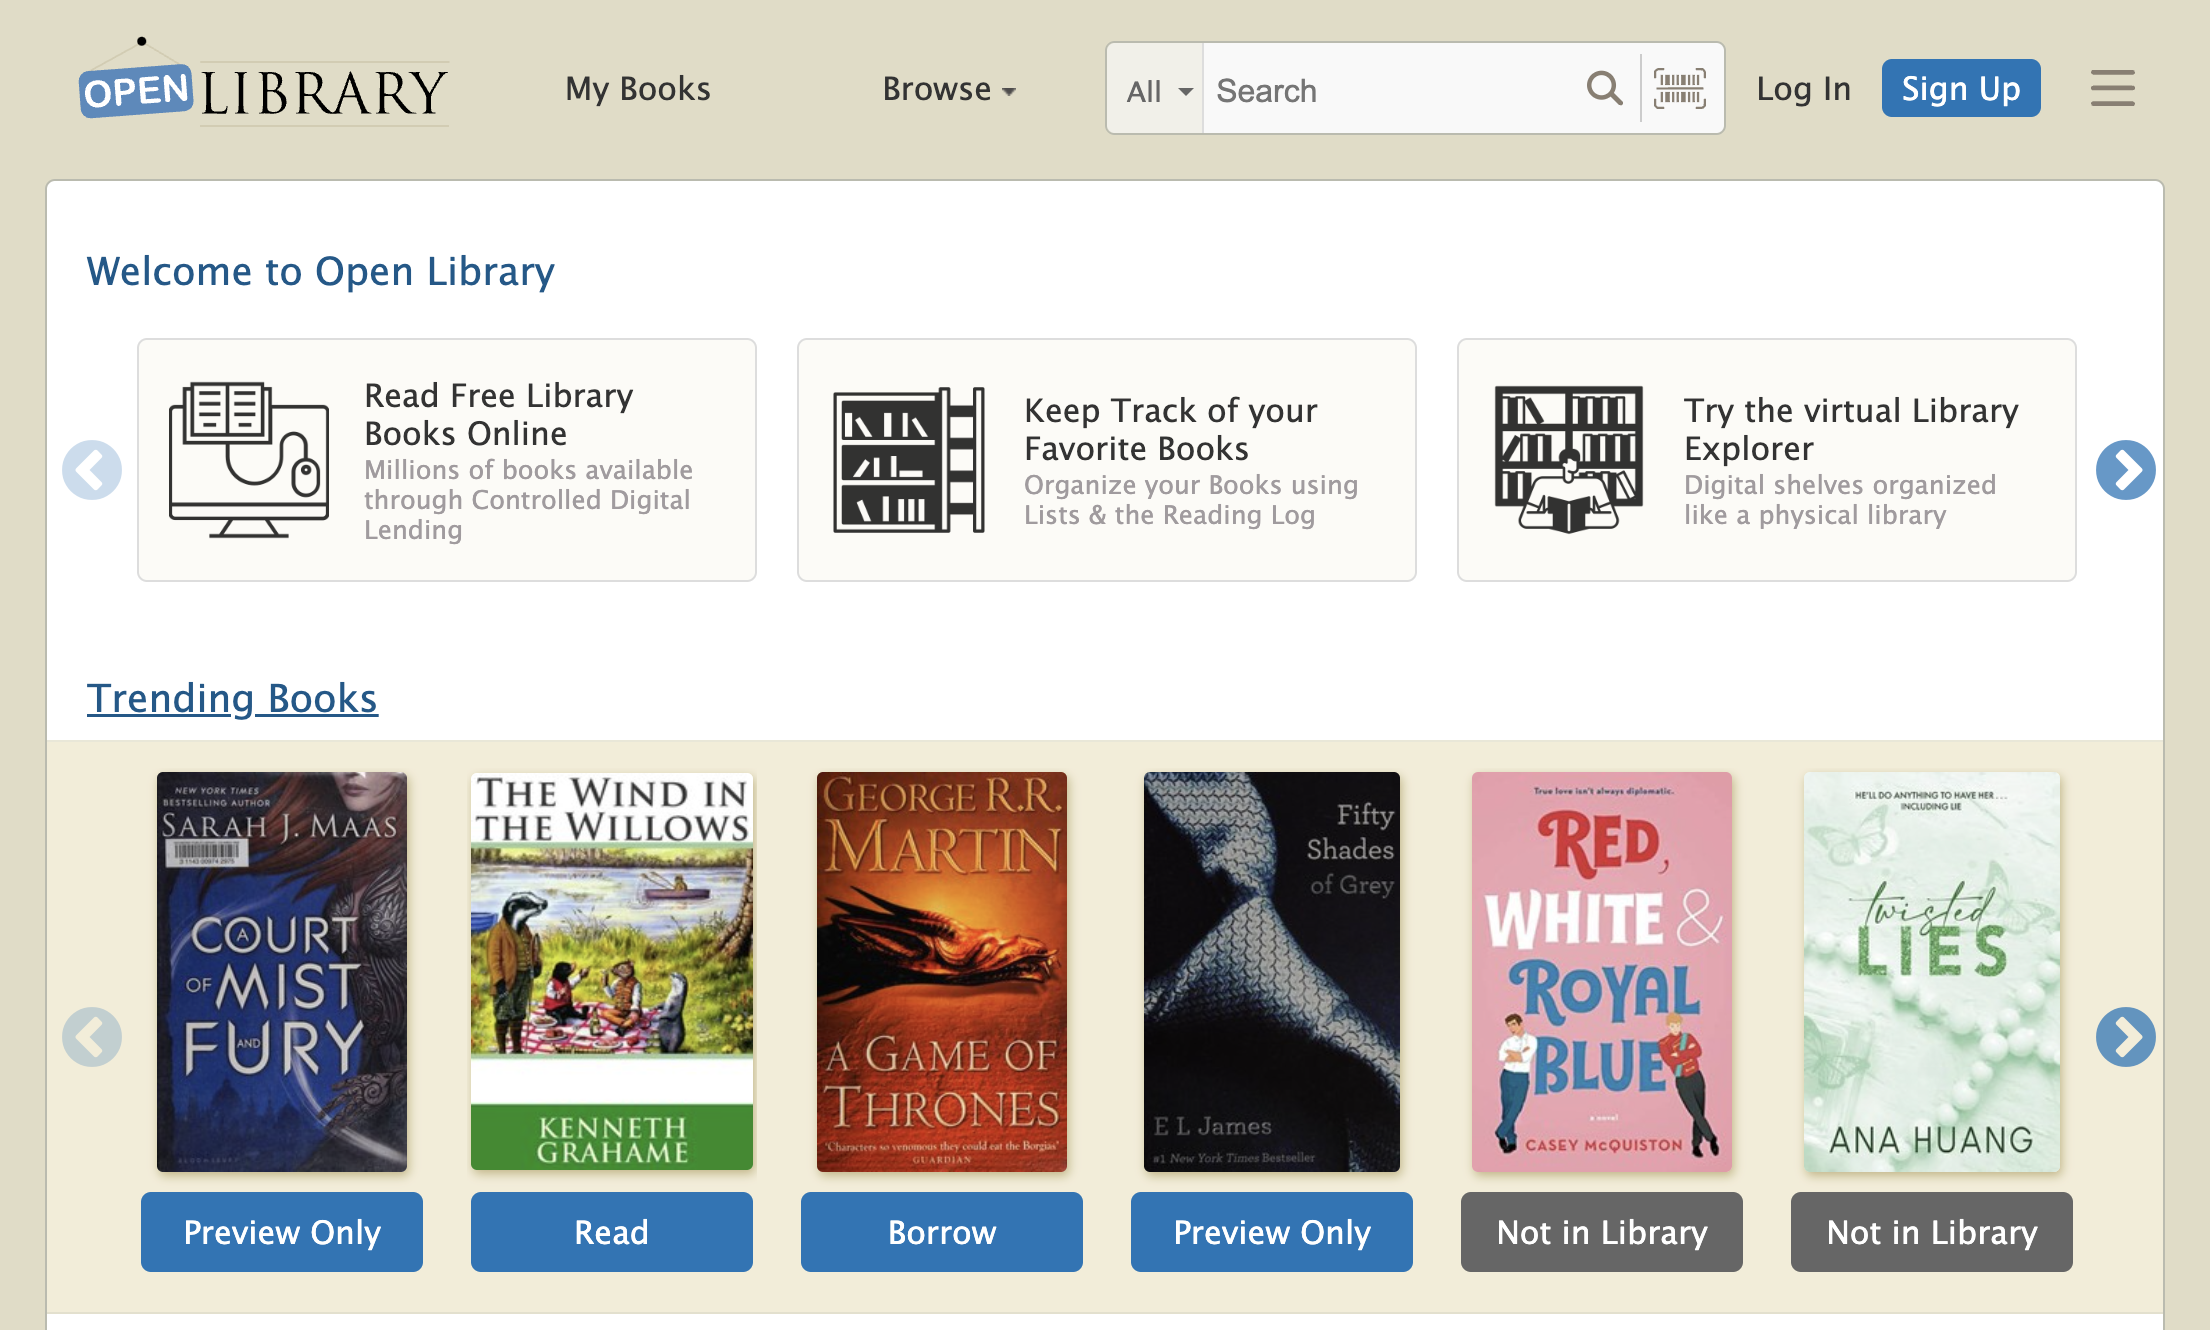 OPEN LIBRARY
My Books
Browse
All
Search
Log In
Sign Up
Welcome to Open Library
Read Free Library
Books Online
Millions of books available
through Controlled Digital
Lending
Keep Track of your
Favorite Books
Organize your Books using
Lists & the Reading Log
Try the virtual Library
Explorer
Digital shelves organized
like a physical library
Trending Books
NEW YORK TIMES
BESTSELLING AUTHOR
SARAH J. MAAS
A
COURT
OF MIST
AND
FURY
BLOOMSBURY
THE WIND IN
THE WILLOWS
KENNETH
GRAHAME
GEORGE R.R.
MARTIN
A GAME OF
THRONES
'Characters so venomous they could eat the Borgias'
GUARDIAN
Fifty
Shades
of Grey
E L James
#1 New York Times Bestseller
True love isn't always diplomatic.
RED,
WHITE &
ROYAL
BLUE
a novel
CASEY McQUISTON
HE'LL DO ANYTHING TO HAVE HER . . .
INCLUDING LIE
twisted
LIES
ANA HUANG
Preview Only
Read
Borrow
Preview Only
Not in Library
Not in Library